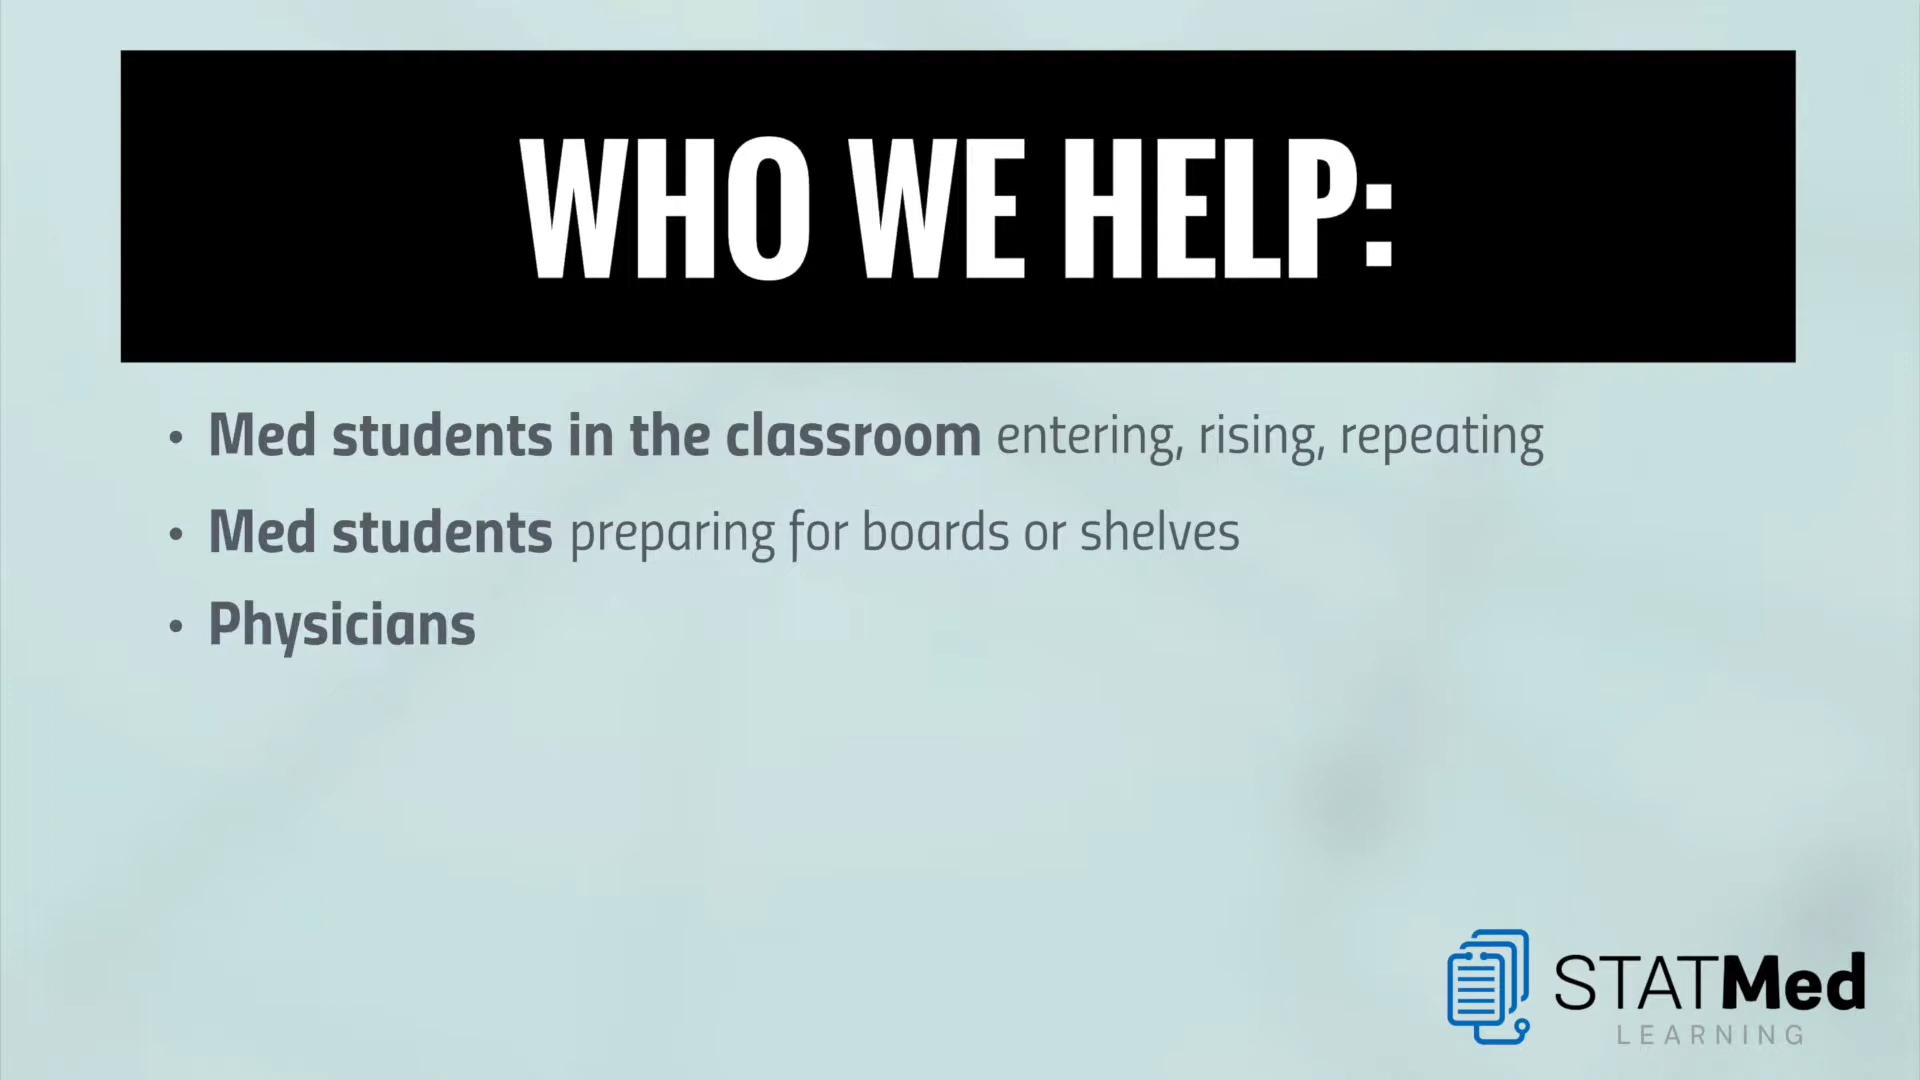 WHO WE HELP:
• Med students in the classroom entering, rising, repeating
• Med students preparing for boards or shelves
• Physicians
STATMed
LEARNING